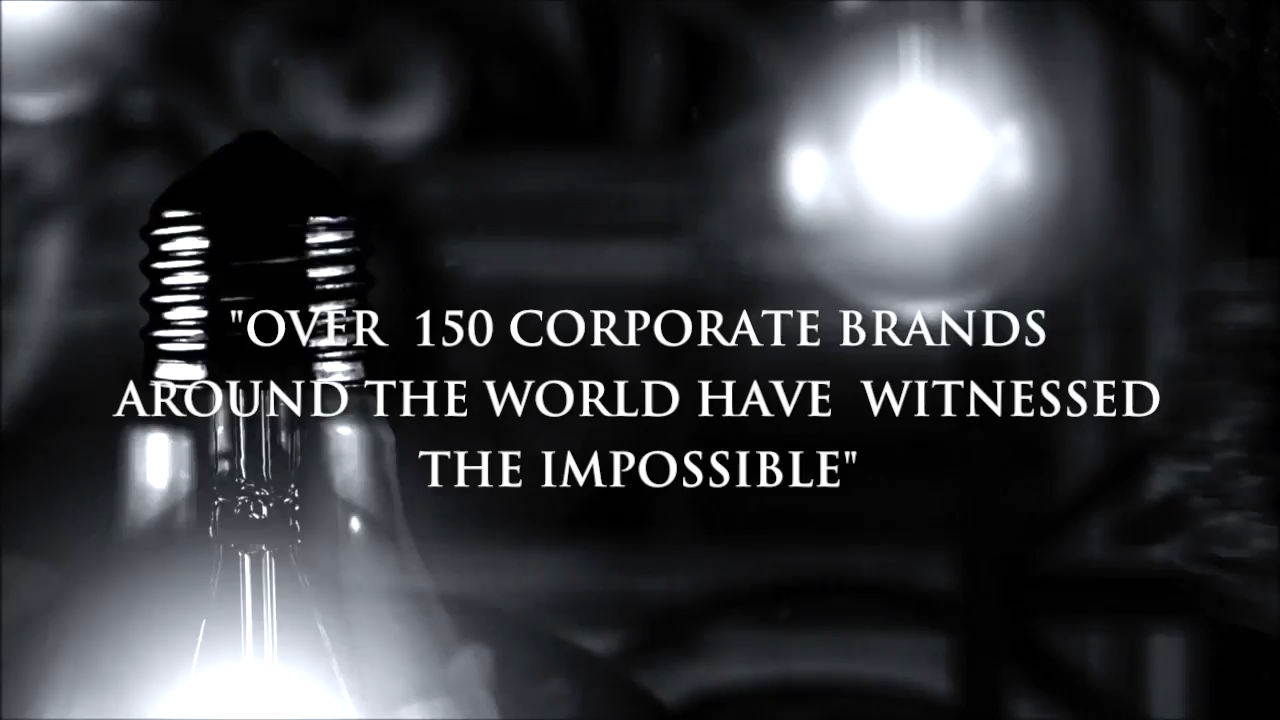 "OVER  150 CORPORATE BRANDS
AROUND THE WORLD HAVE  WITNESSED
THE IMPOSSIBLE"